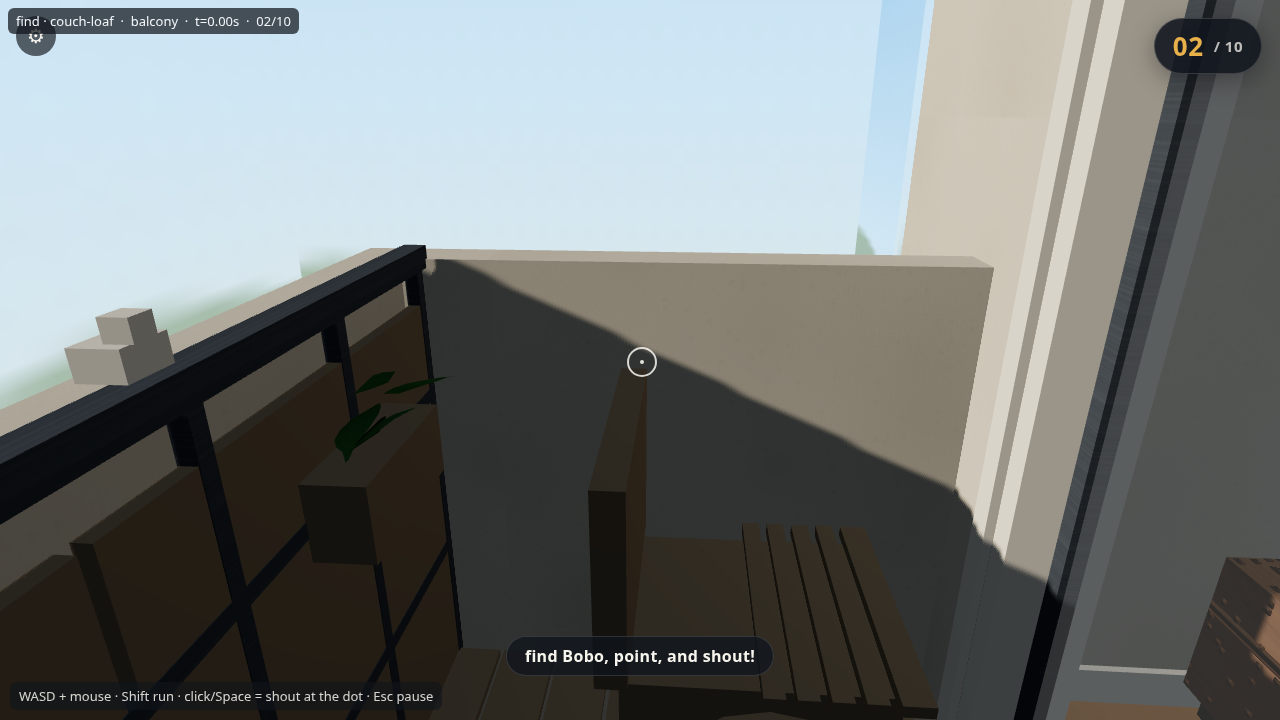 find · couch-loaf · balcony · t=0.00s · 02/10
02 / 10
find Bobo, point, and shout!
WASD + mouse · Shift run · click/Space = shout at the dot · Esc pause